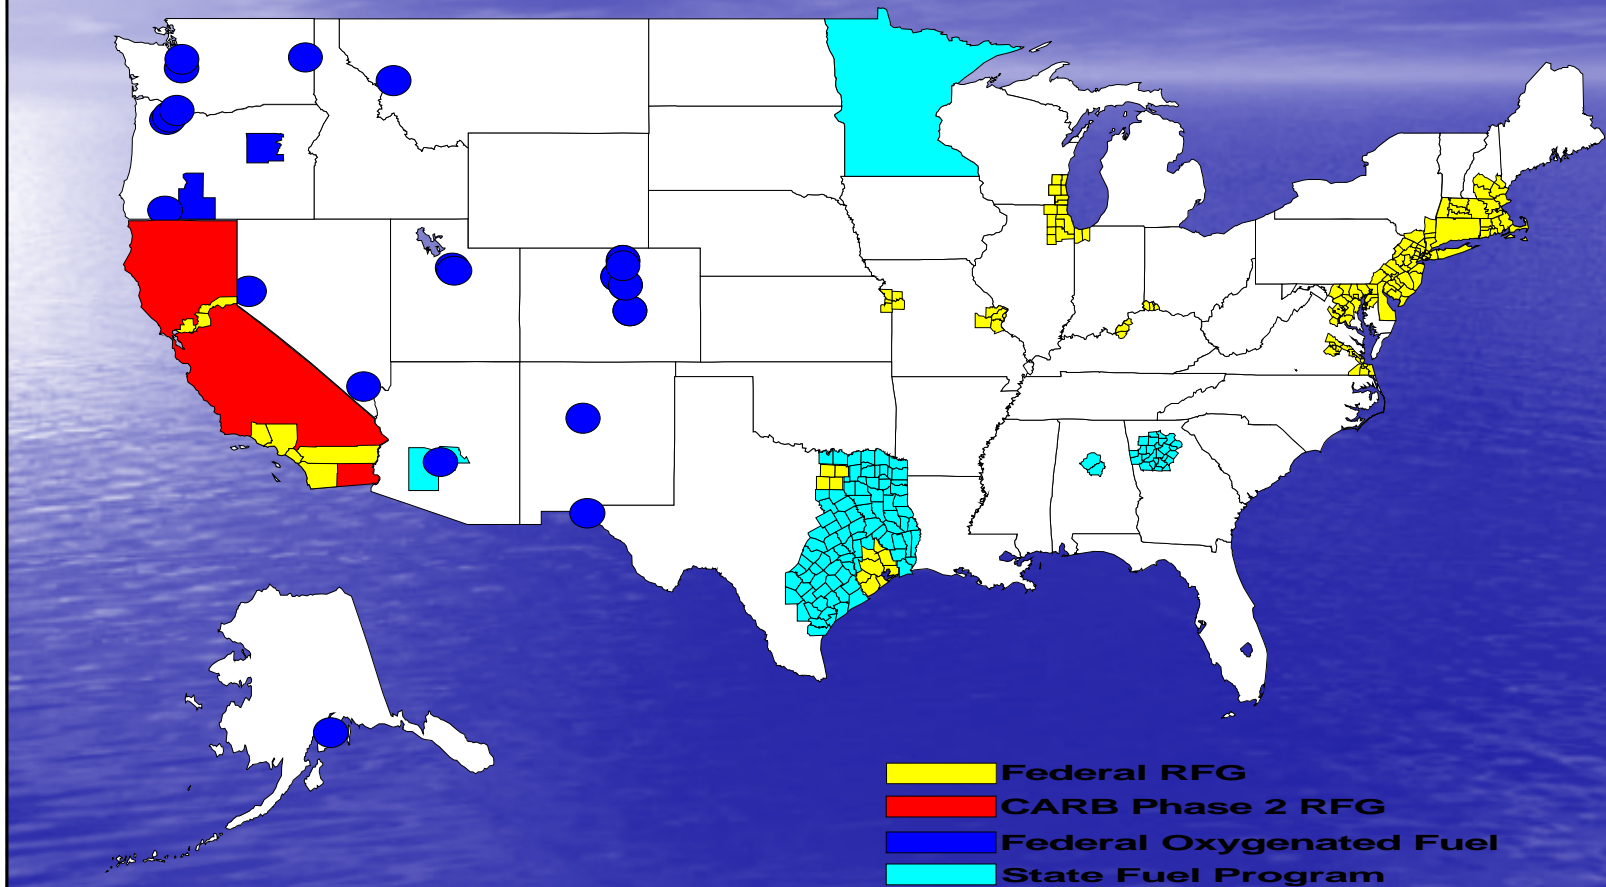 Federal RFG
CARB Phase 2 RFG
Federal Oxygenated Fuel
State Fuel Program